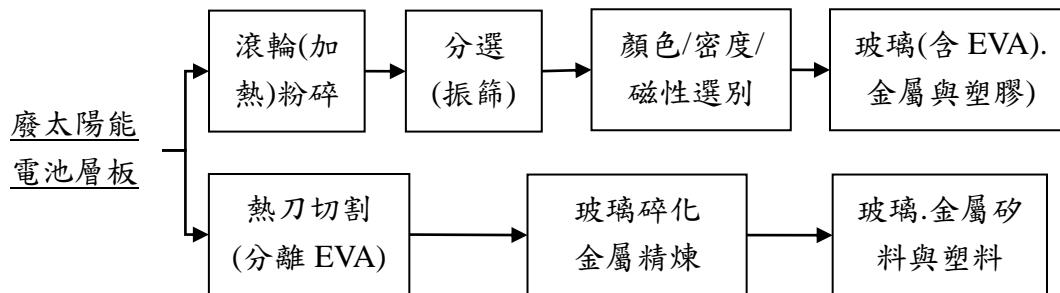 廢太陽能
電池層板
滾輪(加
熱)粉碎
分選
(振篩)
顏色/密度/
磁性選別
玻璃(含 EVA).
金屬與塑膠)
熱刀切割
(分離 EVA)
玻璃碎化
金屬精煉
玻璃.金屬矽
料與塑料